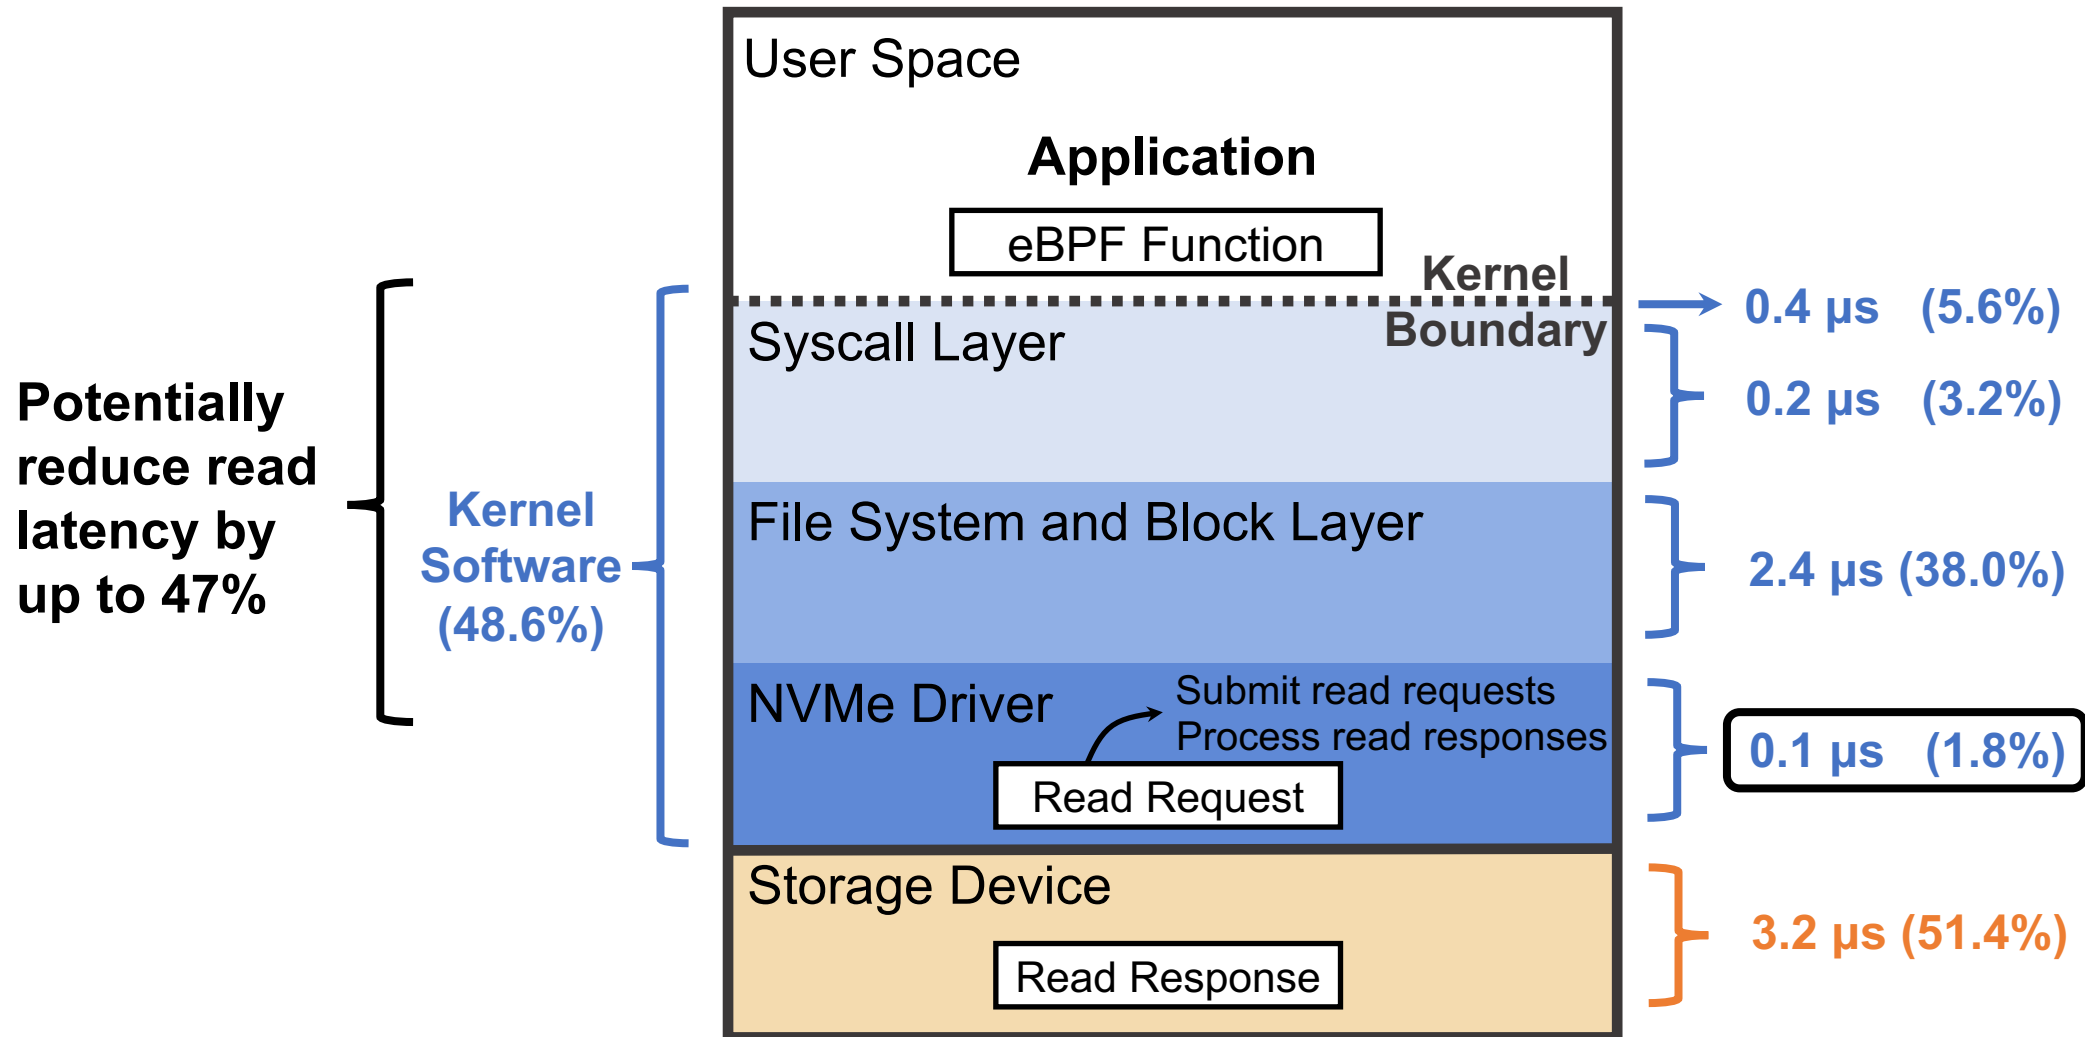 User Space
Application
eBPF Function
Kernel
Boundary
0.4 µs (5.6%)
Syscall Layer
0.2 µs (3.2%)
Potentially
reduce read
latency by
up to 47%
Kernel
Software
(48.6%)
File System and Block Layer
2.4 µs (38.0%)
NVMe Driver
Submit read requests
Process read responses
Read Request
0.1 µs (1.8%)
Storage Device
Read Response
3.2 µs (51.4%)